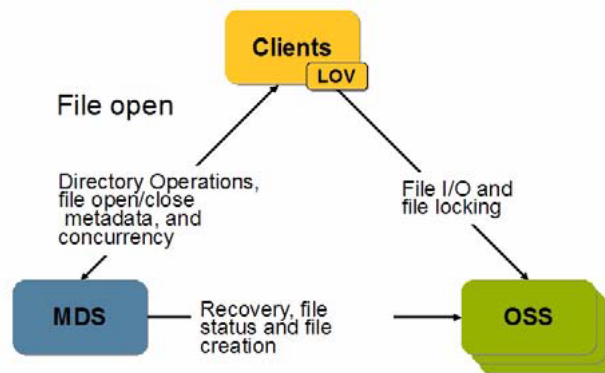 Clients
LOV
File open
Directory Operations,
file open/close
metadata, and
concurrency
File I/O and
file locking
MDS
Recovery, file
status and file
creation
OSS